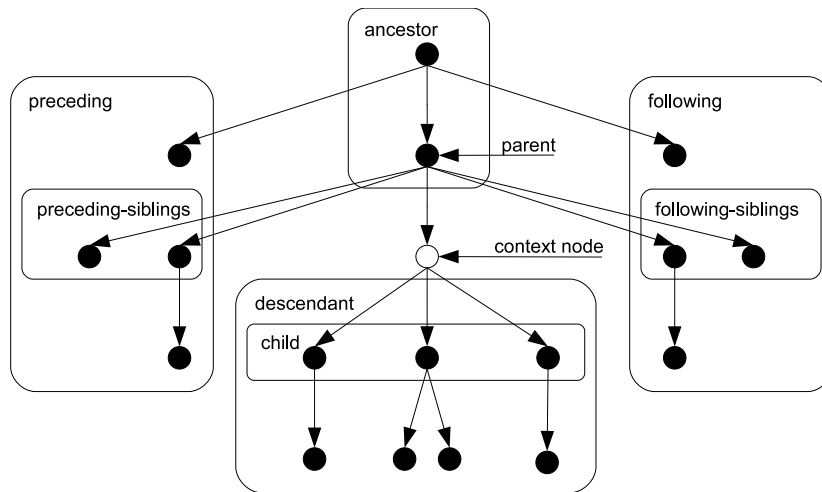 ancestor
preceding
following
parent
preceding-siblings
following-siblings
context node
descendant
child